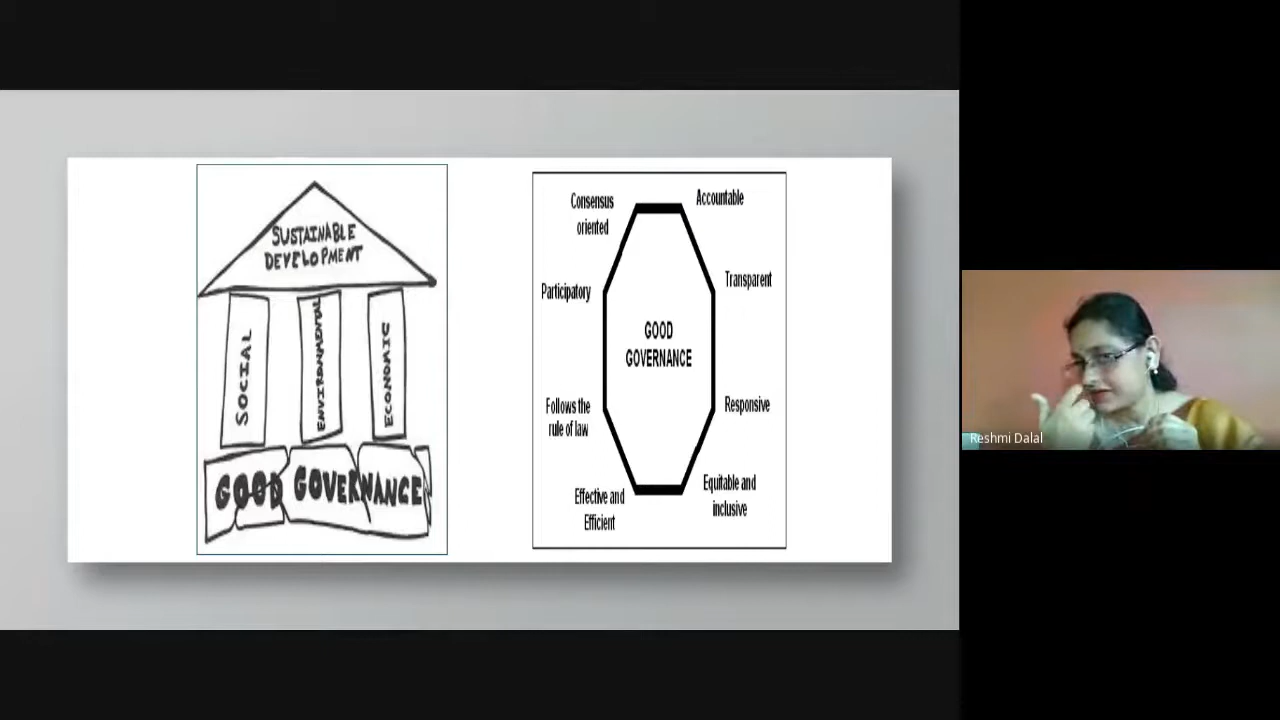 SUSTAINABLE
DEVELOPMENT
SOCIAL
ENVIRONMENTAL
ECONOMIC
GOOD GOVERNANCE
Consensus
oriented
Accountable
Participatory
Transparent
GOOD
GOVERNANCE
Follows the
rule of law
Responsive
Effective and
Efficient
Equitable and
inclusive
Reshmi Dalal